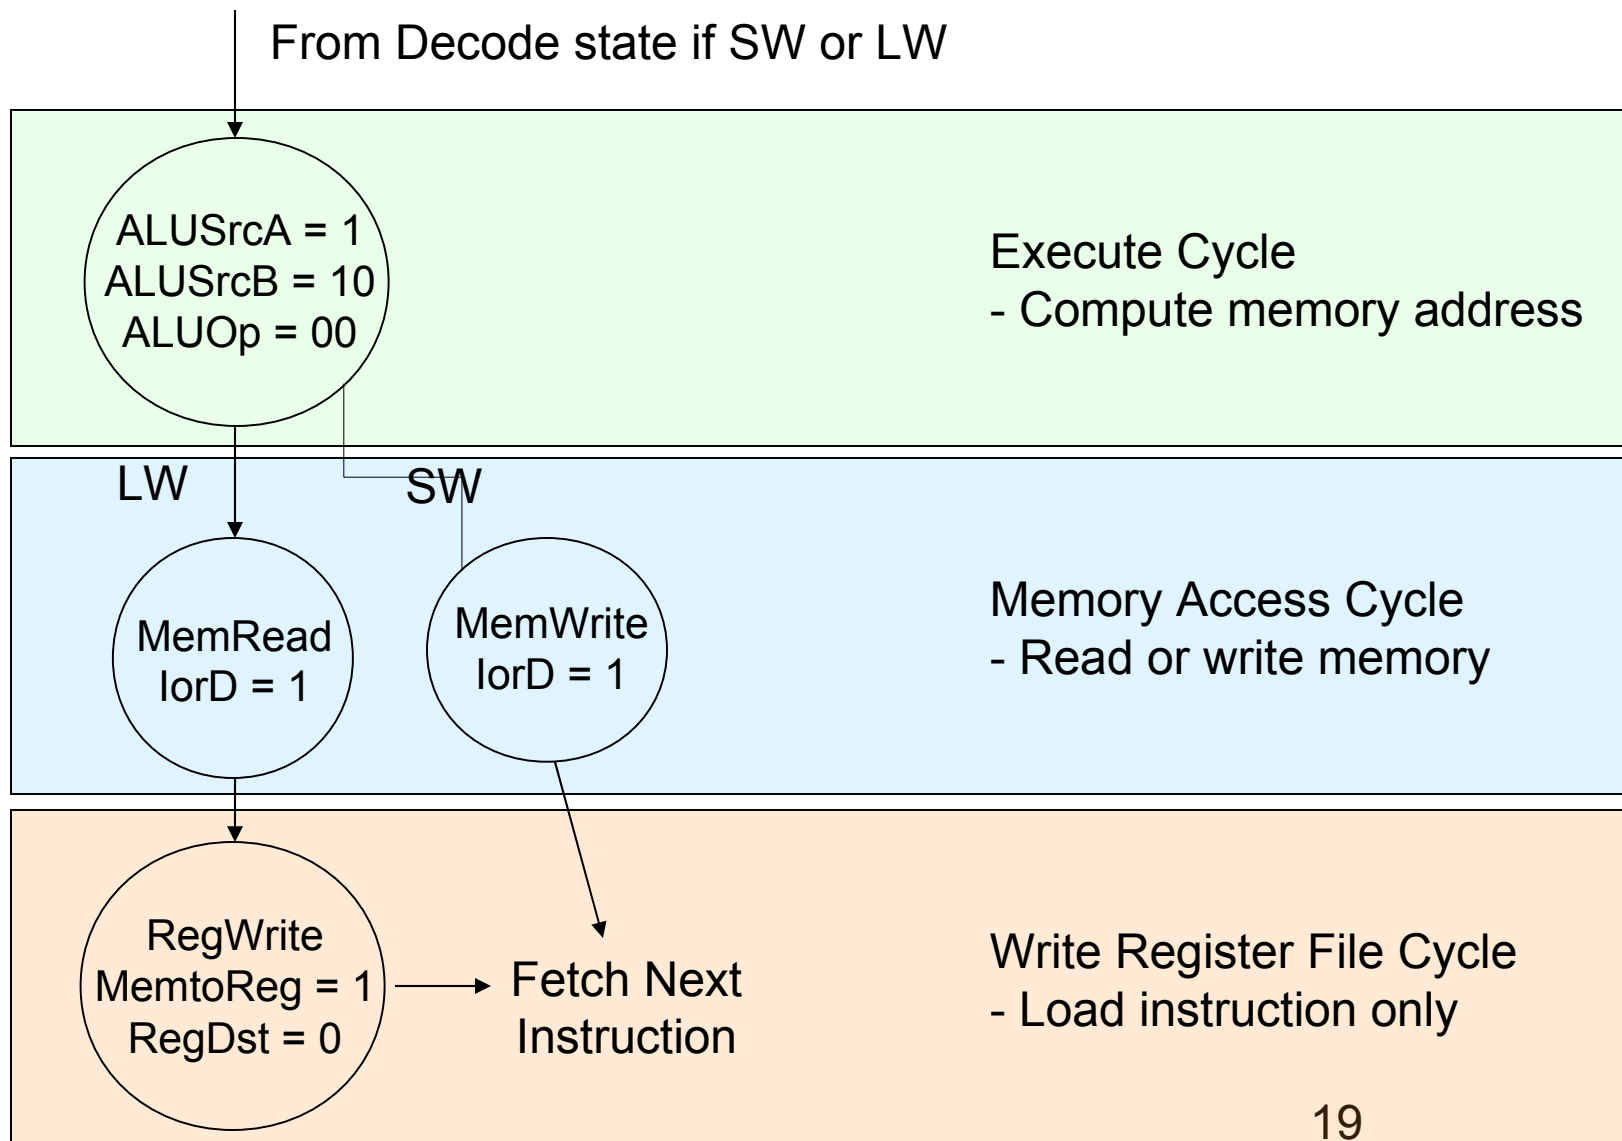 From Decode state if SW or LW
ALUSrcA = 1
ALUSrcB = 10
ALUOp = 00
Execute Cycle
- Compute memory address
LW
SW
MemRead
IorD = 1
MemWrite
IorD = 1
Memory Access Cycle
- Read or write memory
RegWrite
MemtoReg = 1
RegDst = 0
Fetch Next
Instruction
Write Register File Cycle
- Load instruction only
19